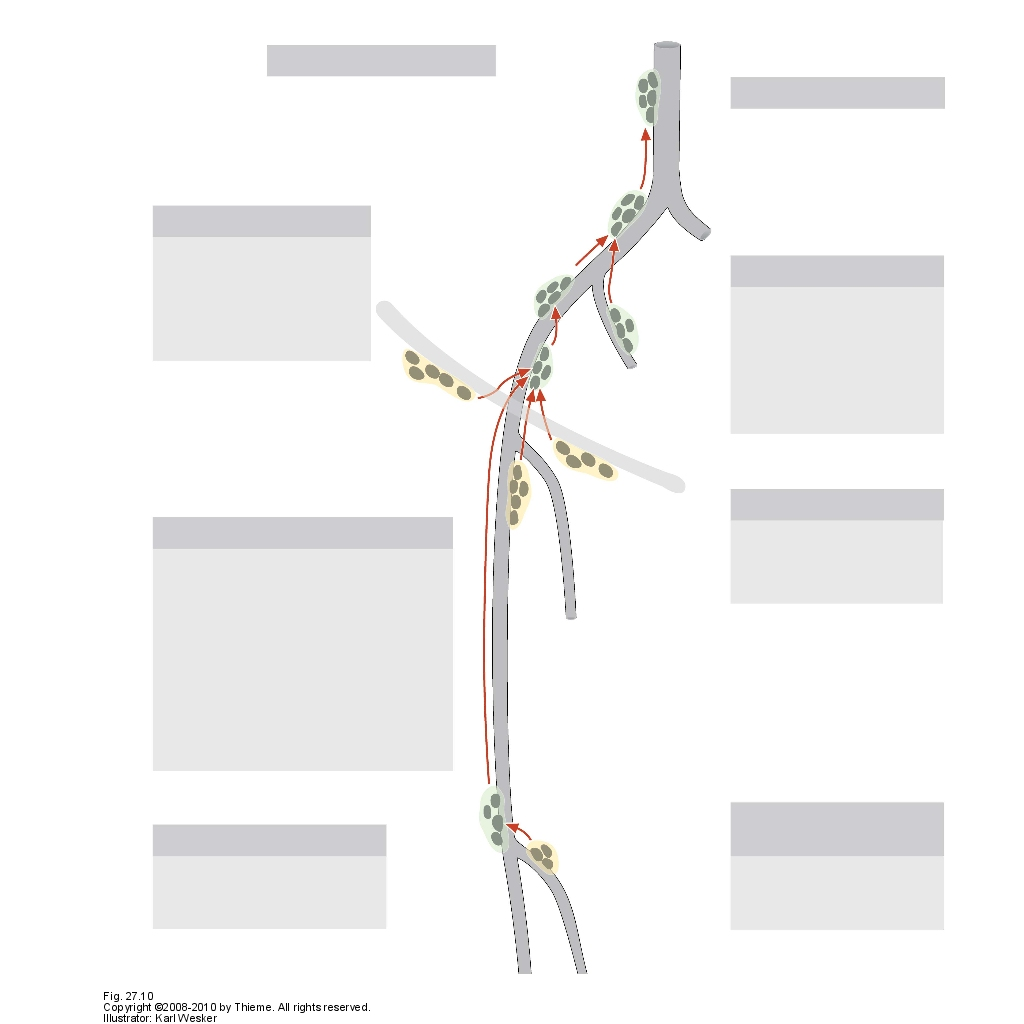 Fig. 27.10
Copyright ©2008-2010 by Thieme. All rights reserved.
Illustrator: Karl Wesker